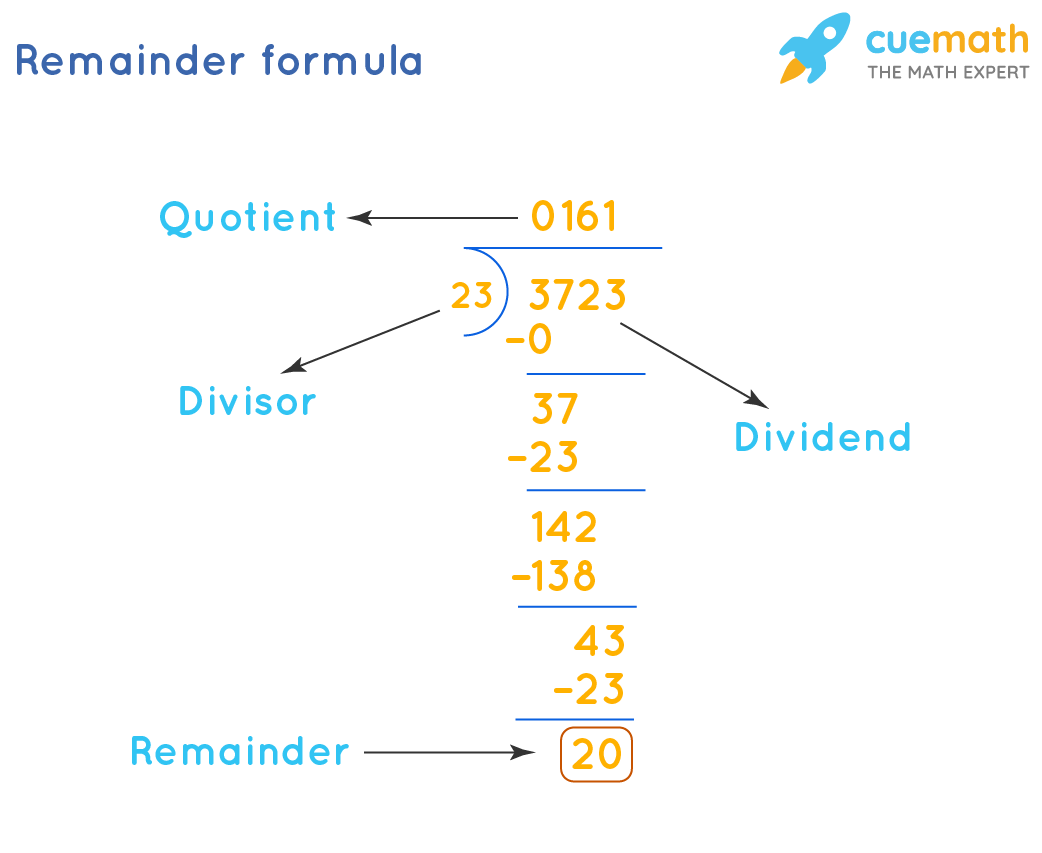 Remainder formula
cuemath
THE MATH EXPERT
Quotient
0161
23
3723
-0
37
Divisor
Dividend
-23
142
-138
43
-23
Remainder
20